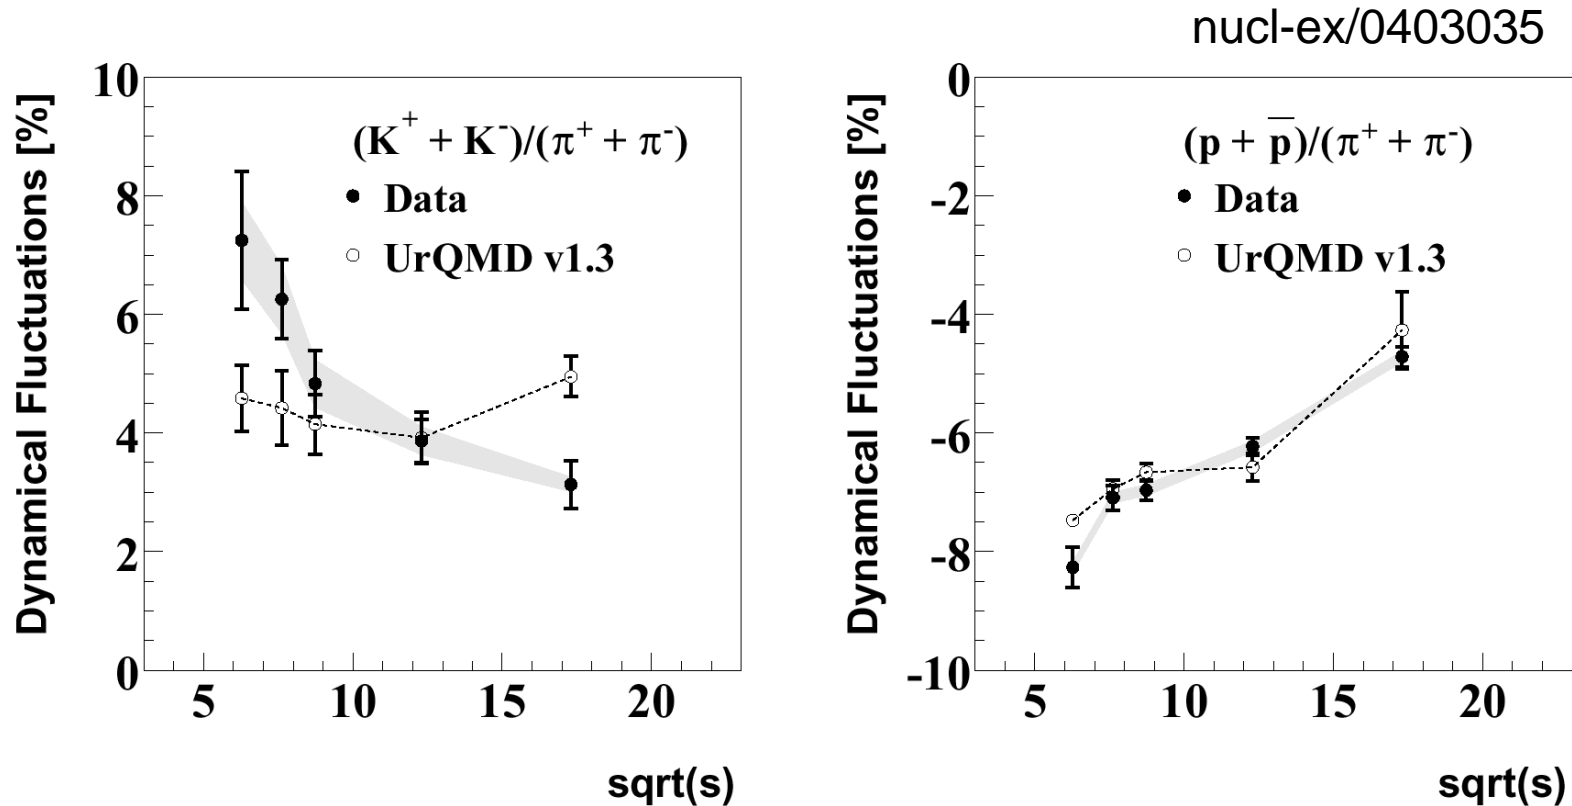 nucl-ex/0403035
Dynamical Fluctuations [%]
10
8
6
4
2
0
(K⁺ + K⁻)/(π⁺ + π⁻)
Data
UrQMD v1.3
5 10 15 20
sqrt(s)
Dynamical Fluctuations [%]
0
-2
-4
-6
-8
-10
(p + p̅)/(π⁺ + π⁻)
Data
UrQMD v1.3
5 10 15 20
sqrt(s)